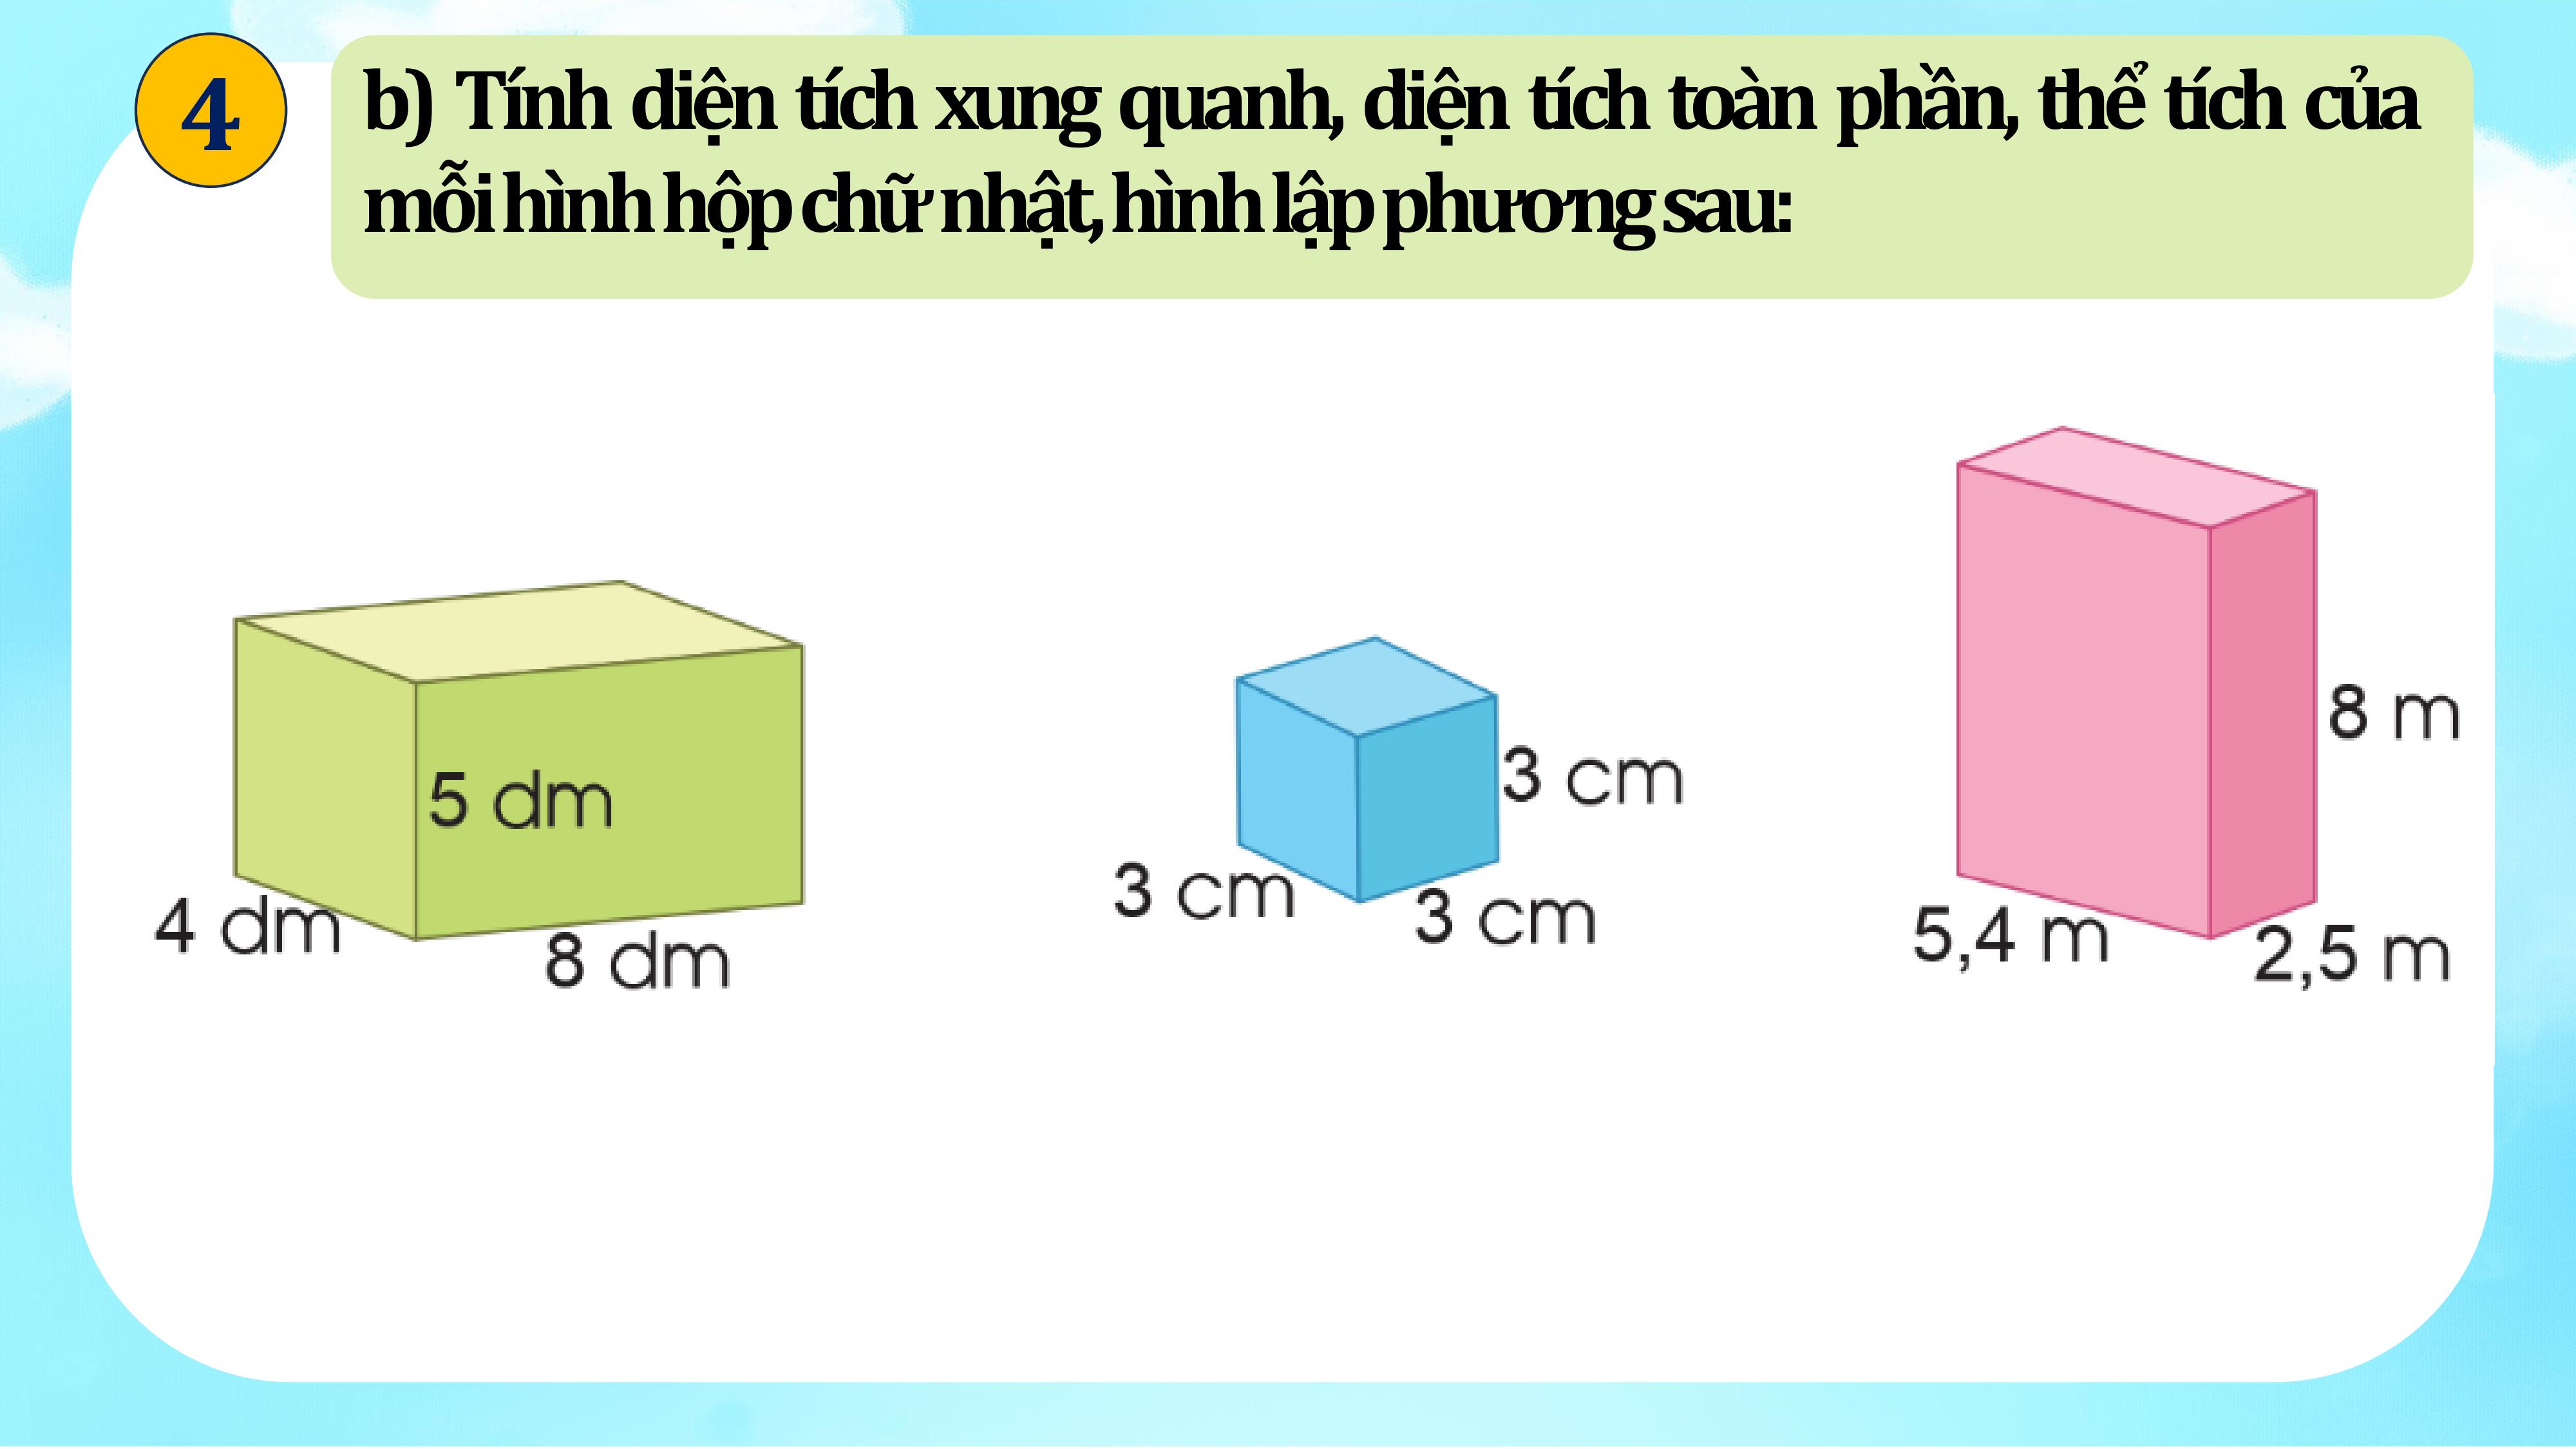 4
b) Tính diện tích xung quanh, diện tích toàn phần, thể tích của
mỗi hình hộp chữ nhật, hình lập phương sau:
5 dm
4 dm
8 dm
3 cm
3 cm
3 cm
8 m
5,4 m
2,5 m